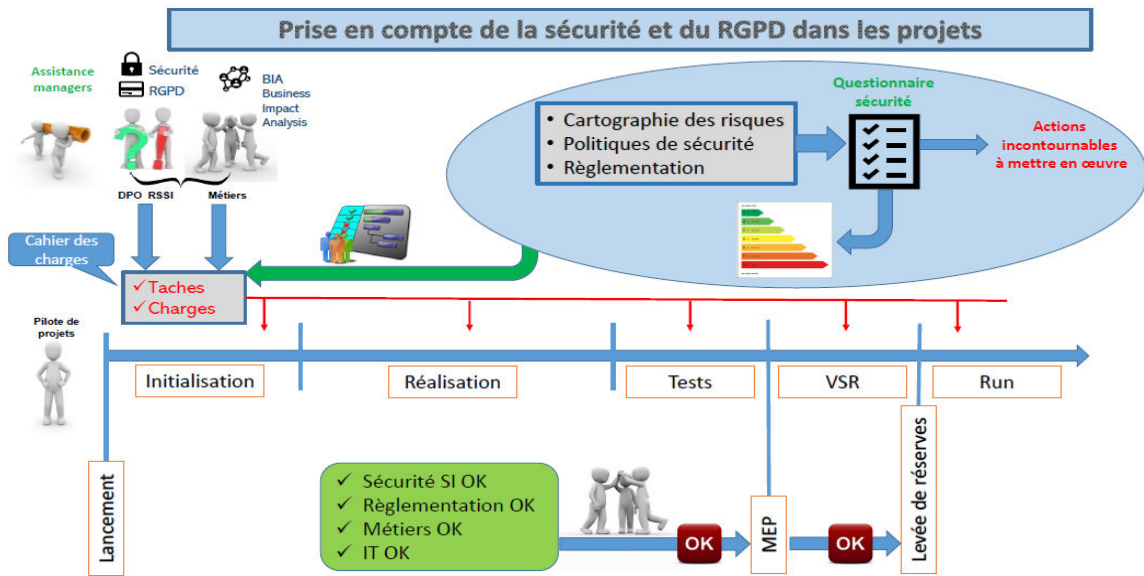 Prise en compte de la sécurité et du RGPD dans les projets
Assistance
managers
Sécurité
RGPD
BIA
Business
Impact
Analysis
DPO RSSI
Métiers
Cahier des
charges
✓ Taches
✓ Charges
• Cartographie des risques
• Politiques de sécurité
• Règlementation
Questionnaire
sécurité
Actions
incontournables
à mettre en œuvre
Pilote de
projets
Initialisation
Réalisation
Tests
VSR
Run
Lancement
✓ Sécurité SI OK
✓ Règlementation OK
✓ Métiers OK
✓ IT OK
OK
MEP
OK
Levée de réserves